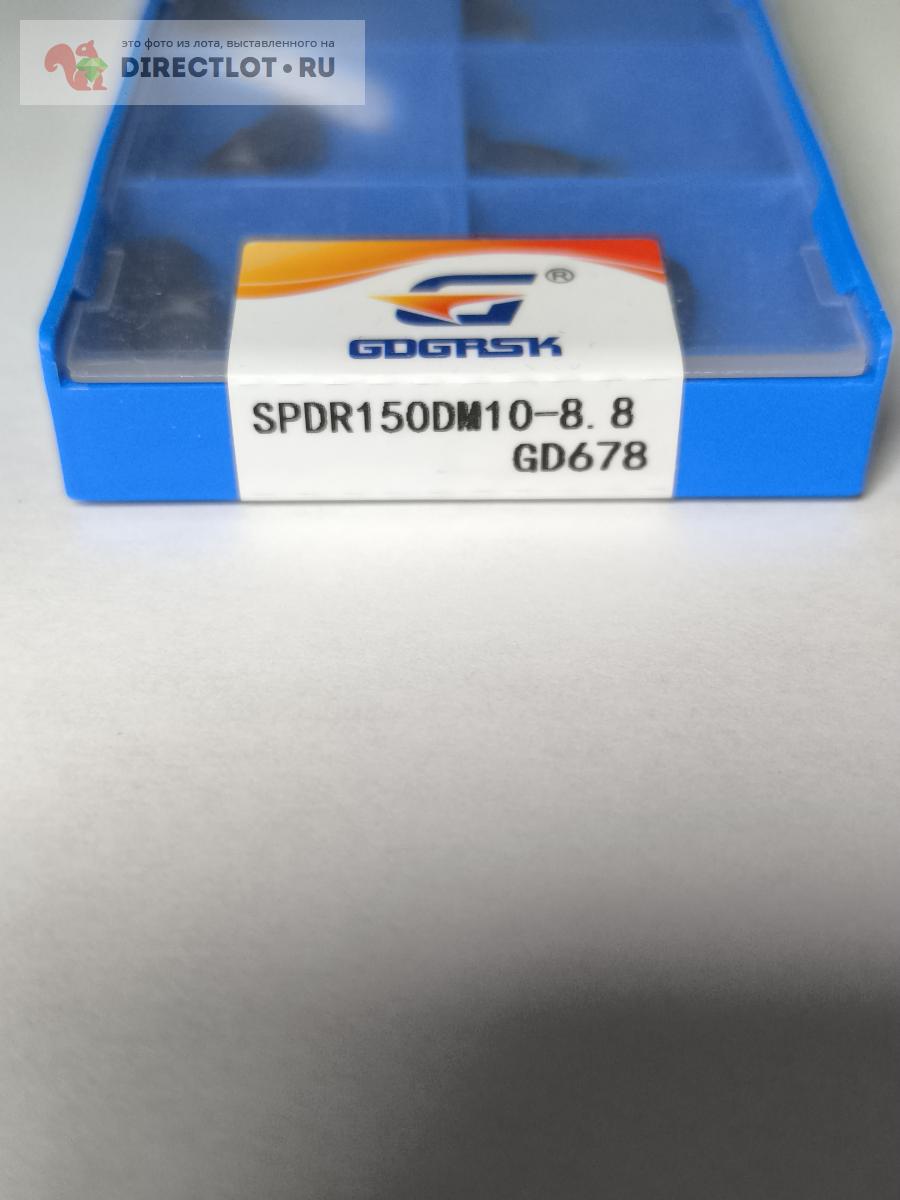 это фото из лота, выставленного на
DIRECTLOT•RU
®
GDGRSK
SPDR150DM10-8.8
GD678